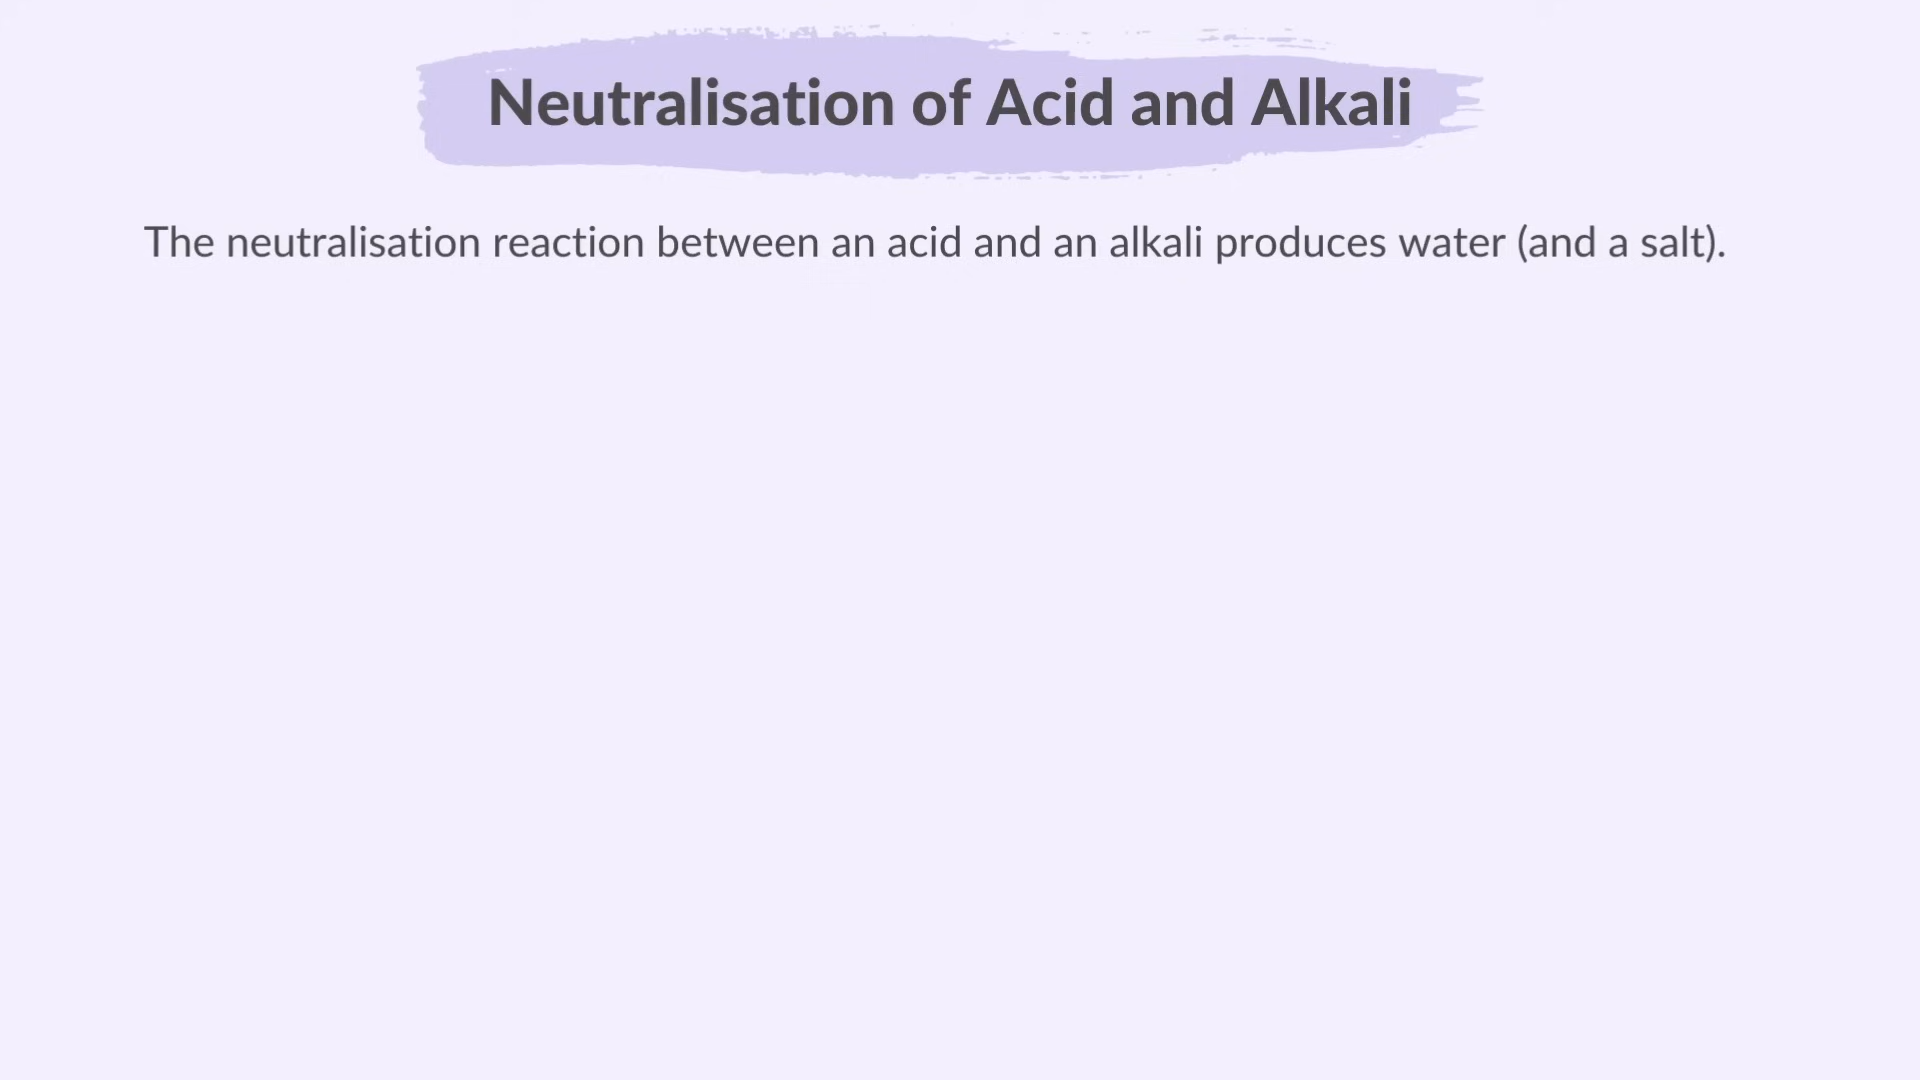 Neutralisation of Acid and Alkali
The neutralisation reaction between an acid and an alkali produces water (and a salt).